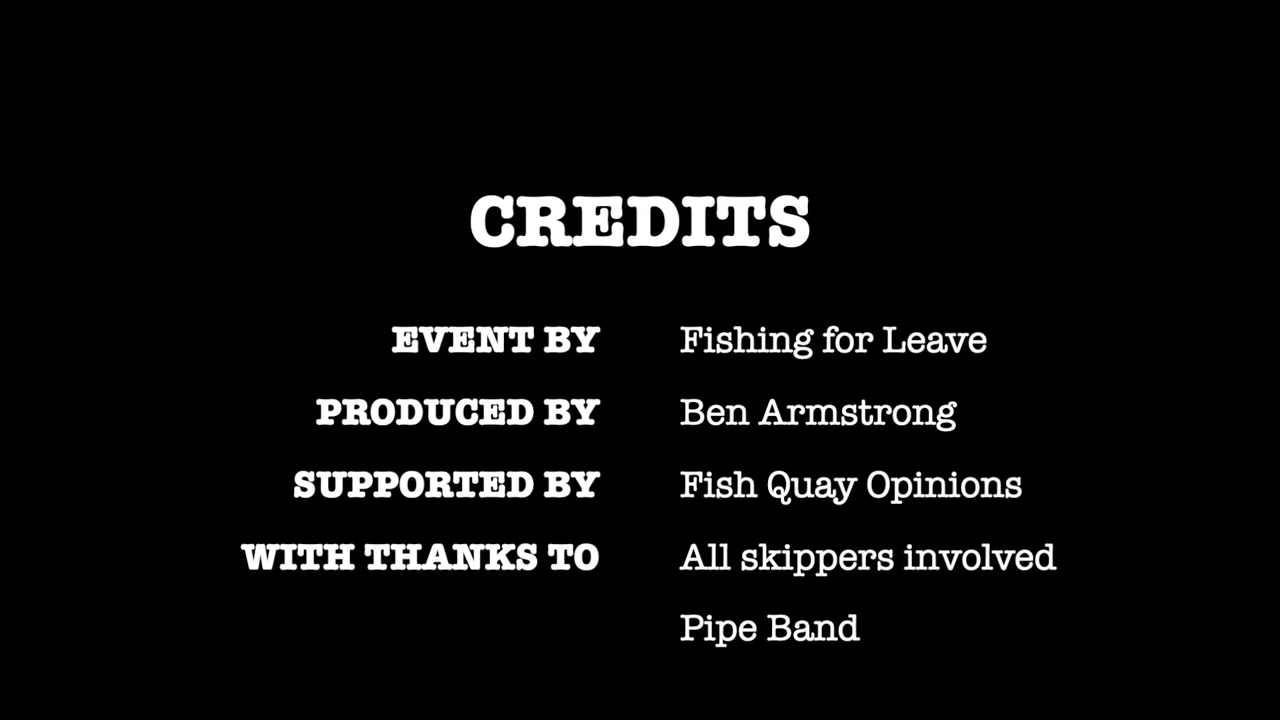 CREDITS
EVENT BY Fishing for Leave
PRODUCED BY Ben Armstrong
SUPPORTED BY Fish Quay Opinions
WITH THANKS TO All skippers involved
Pipe Band